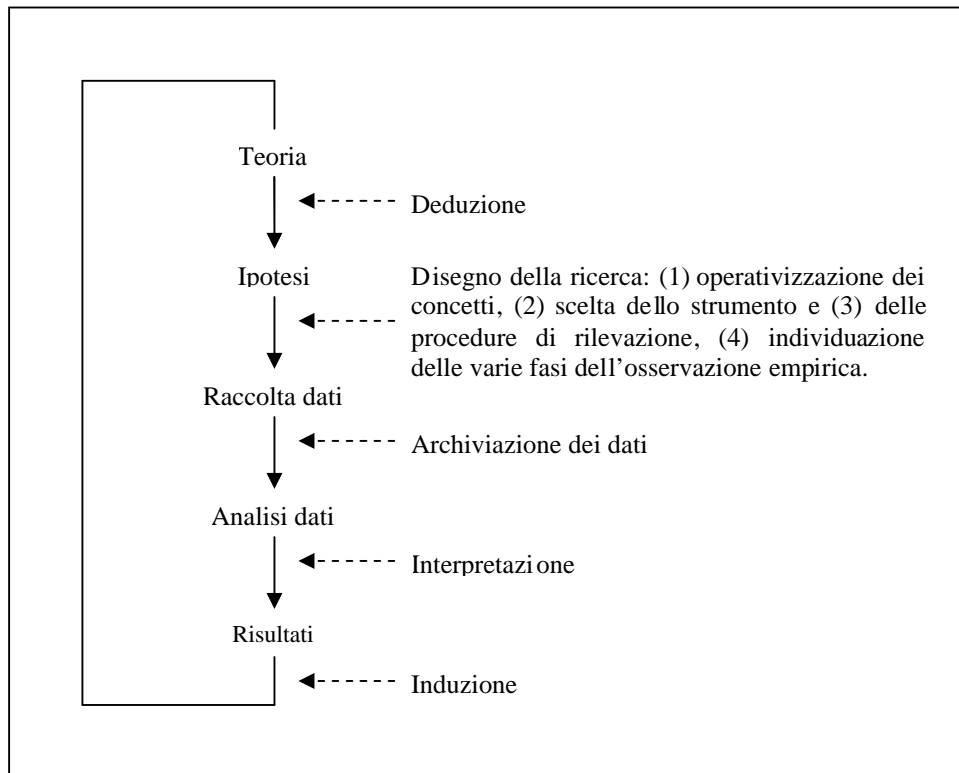 Teoria
Deduzione
Ipotesi
Disegno della ricerca: (1) operativizzazione dei
concetti, (2) scelta dello strumento e (3) delle
procedure di rilevazione, (4) individuazione
delle varie fasi dell’osservazione empirica.
Raccolta dati
Archiviazione dei dati
Analisi dati
Interpretazione
Risultati
Induzione